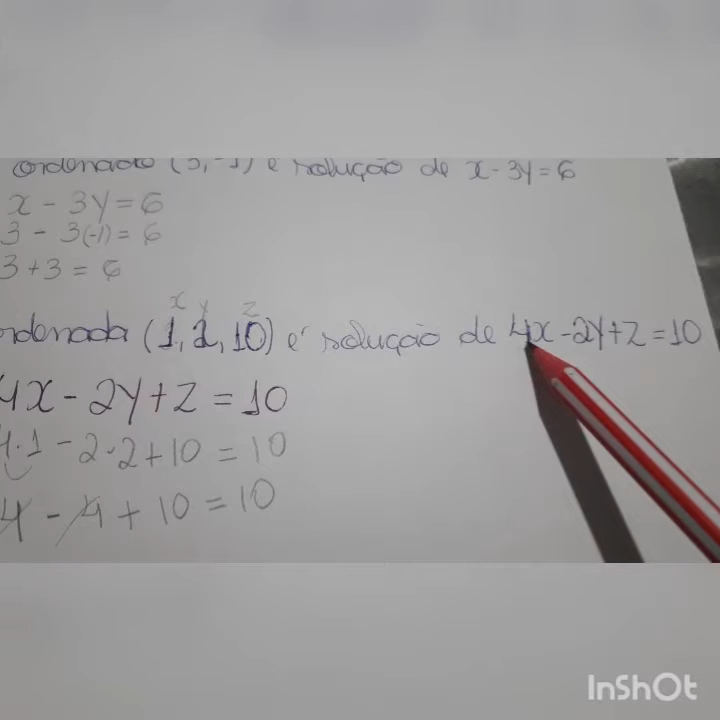 ordenado (3, -1) é solução de x - 3y = 6
x - 3y = 6
3 - 3(-1) = 6
3 + 3 = 6
x y z
ordenada (1, 2, 10) é solução de 4x - 2y + z = 10
4x - 2y + z = 10
4 · 1 - 2 · 2 + 10 = 10
4 - 4 + 10 = 10
InShOt